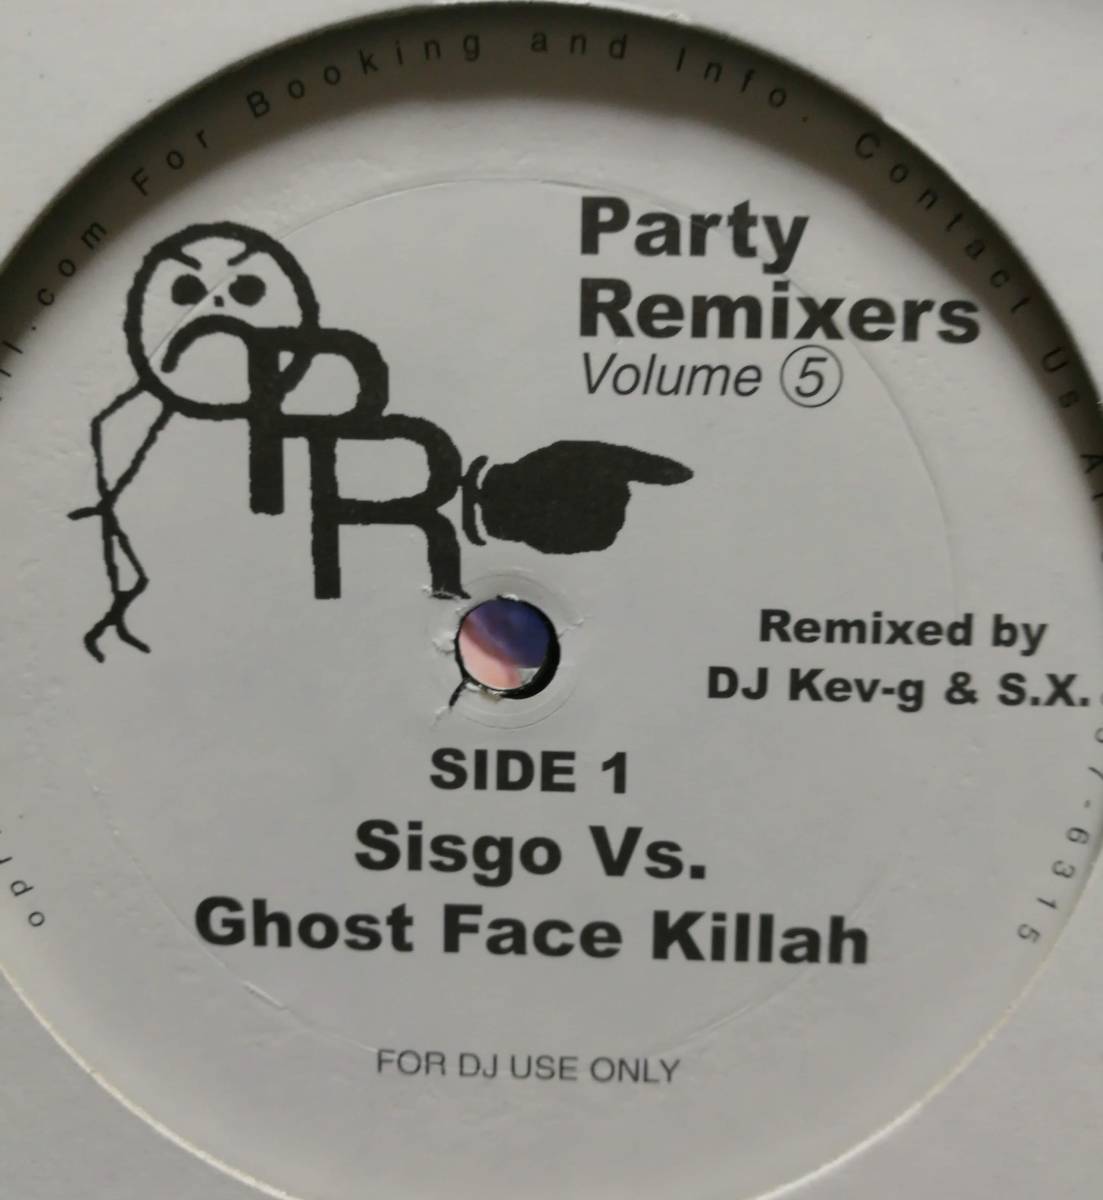 For Booking and Info. Contact Us
Party
Remixers
Volume 5
PR
Remixed by
DJ Kev-g & S.X.
SIDE 1
Sisgo Vs.
Ghost Face Killah
FOR DJ USE ONLY